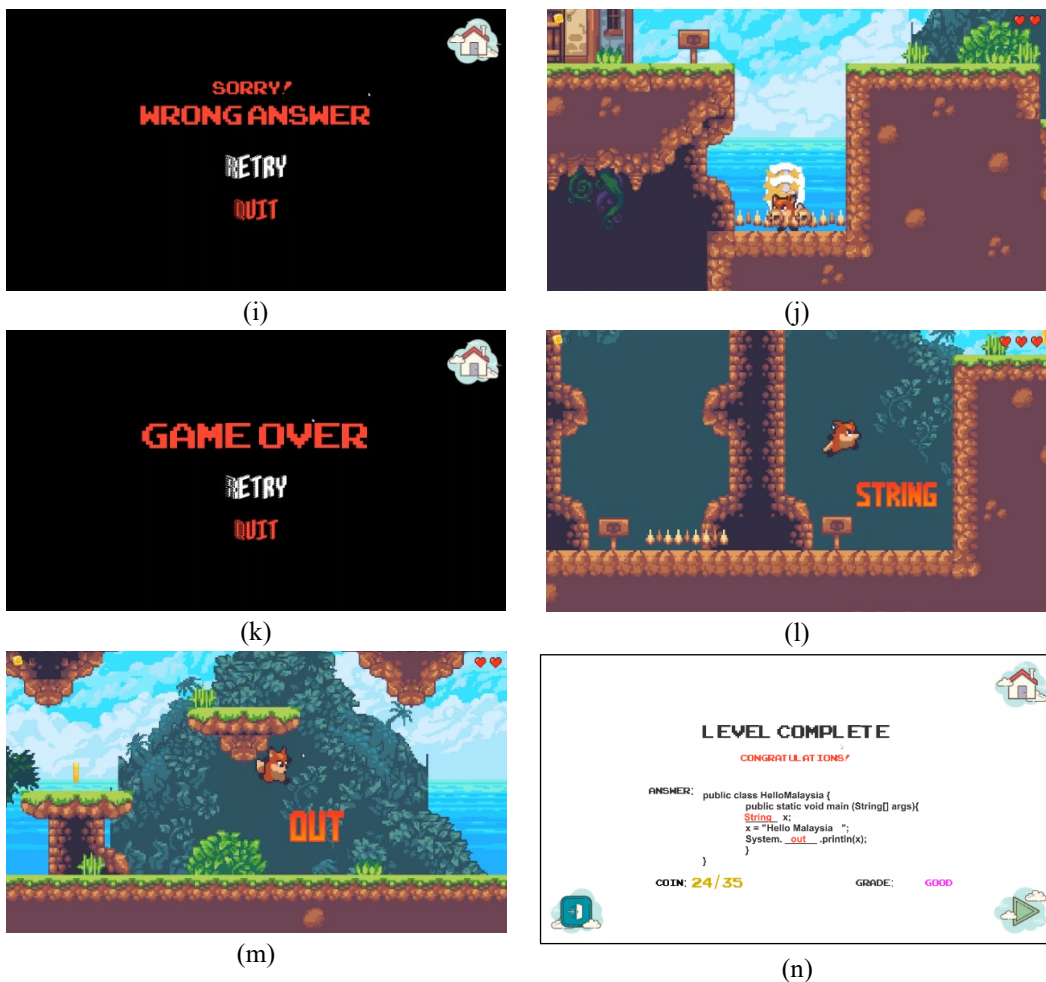 SORRY!
WRONG ANSWER
RETRY
QUIT
(i)
(j)
GAME OVER
RETRY
QUIT
(k)
STRING
(l)
OUT
(m)
LEVEL COMPLETE
CONGRATULATIONS!
ANSWER: public class HelloMalaysia {
public static void main (String[] args){
String x;
x = "Hello Malaysia ";
System. out .println(x);
}
}
COIN: 24/35 GRADE: GOOD
(n)